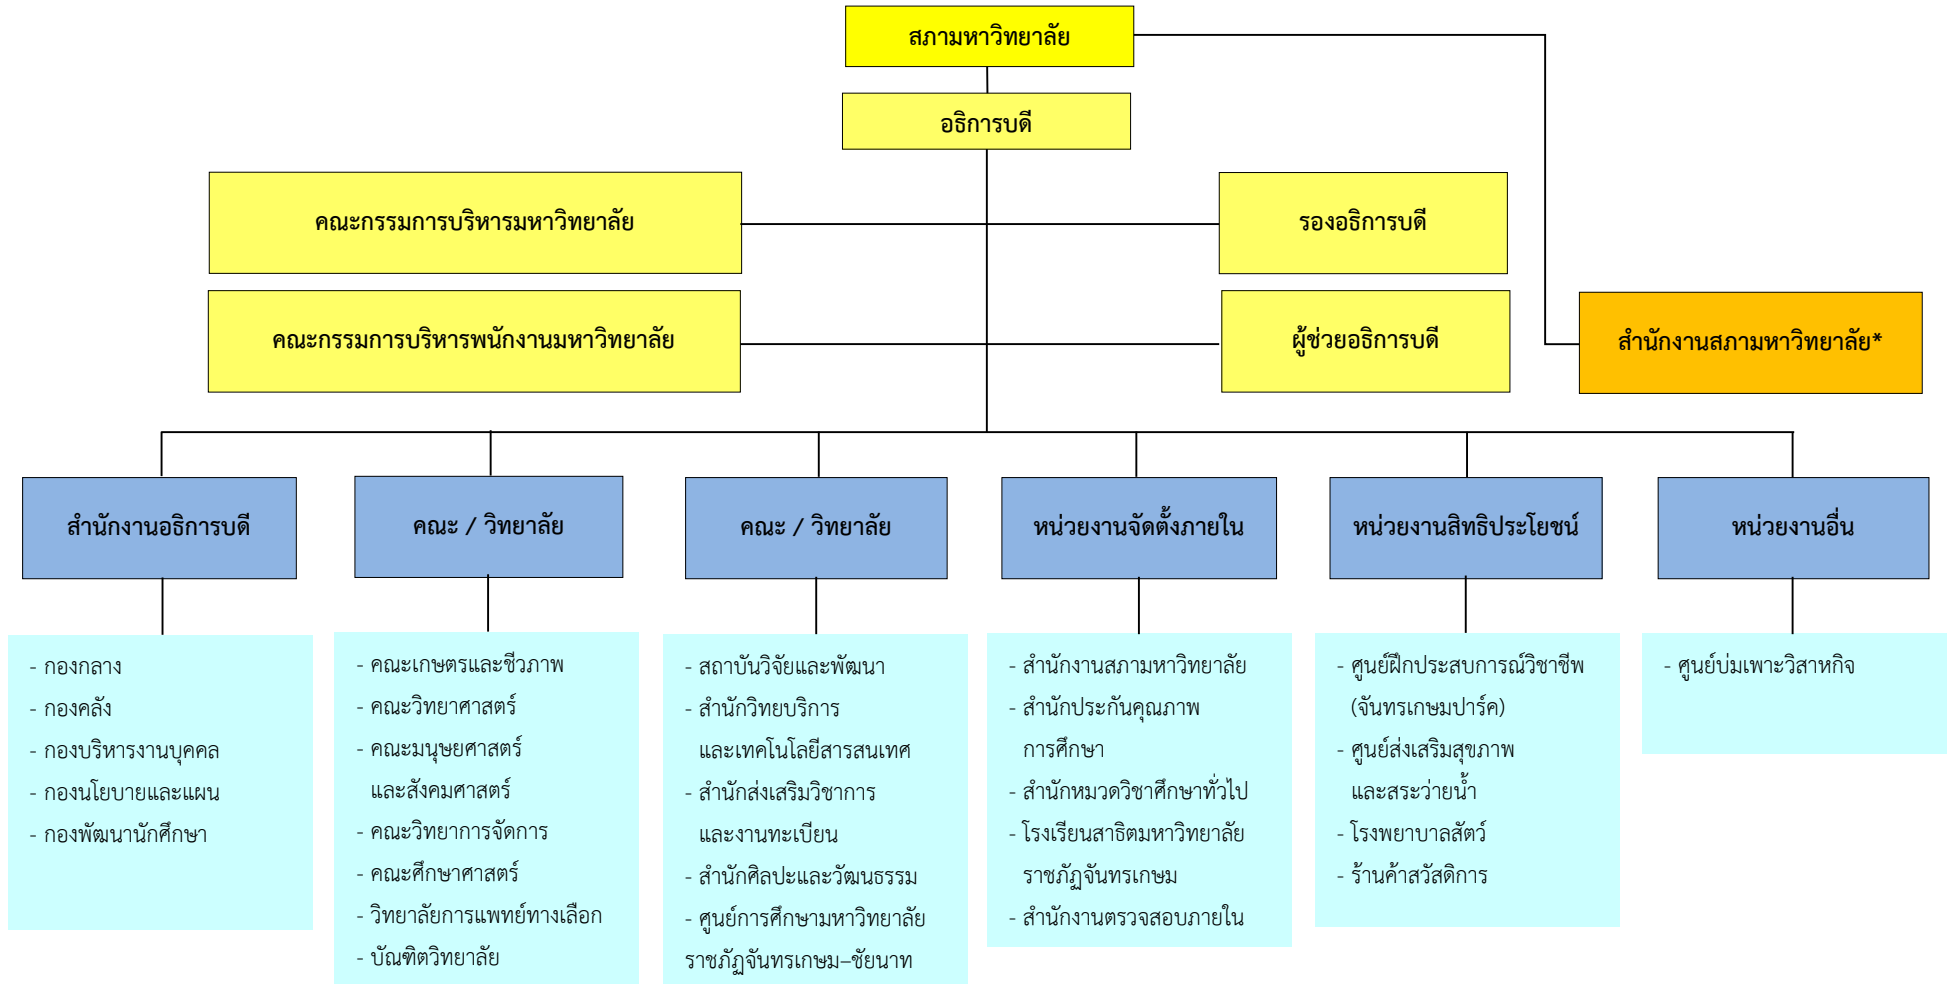 สภามหาวิทยาลัย
อธิการบดี
คณะกรรมการบริหารมหาวิทยาลัย
รองอธิการบดี
คณะกรรมการบริหารพนักงานมหาวิทยาลัย
ผู้ช่วยอธิการบดี
สำนักงานสภามหาวิทยาลัย*
สำนักงานอธิการบดี
- กองกลาง
- กองคลัง
- กองบริหารงานบุคคล
- กองนโยบายและแผน
- กองพัฒนานักศึกษา
คณะ / วิทยาลัย
- คณะเกษตรและชีวภาพ
- คณะวิทยาศาสตร์
- คณะมนุษยศาสตร์
และสังคมศาสตร์
- คณะวิทยาการจัดการ
- คณะศึกษาศาสตร์
- วิทยาลัยการแพทย์ทางเลือก
- บัณฑิตวิทยาลัย
คณะ / วิทยาลัย
- สถาบันวิจัยและพัฒนา
- สำนักวิทยบริการ
และเทคโนโลยีสารสนเทศ
- สำนักส่งเสริมวิชาการ
และงานทะเบียน
- สำนักศิลปะและวัฒนธรรม
- ศูนย์การศึกษามหาวิทยาลัย
ราชภัฏจันทรเกษม–ชัยนาท
หน่วยงานจัดตั้งภายใน
- สำนักงานสภามหาวิทยาลัย
- สำนักประกันคุณภาพ
การศึกษา
- สำนักหมวดวิชาศึกษาทั่วไป
- โรงเรียนสาธิตมหาวิทยาลัย
ราชภัฏจันทรเกษม
- สำนักงานตรวจสอบภายใน
หน่วยงานสิทธิประโยชน์
- ศูนย์ฝึกประสบการณ์วิชาชีพ
(จันทรเกษมปาร์ค)
- ศูนย์ส่งเสริมสุขภาพ
และสระว่ายน้ำ
- โรงพยาบาลสัตว์
- ร้านค้าสวัสดิการ
หน่วยงานอื่น
- ศูนย์บ่มเพาะวิสาหกิจ